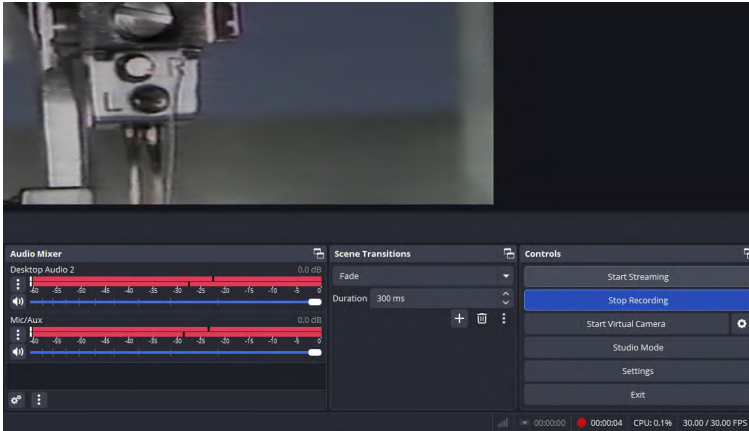 R
L
Audio Mixer
Scene Transitions
Controls
Desktop Audio 2 0.0 dB
-60 -55 -50 -45 -40 -35 -30 -25 -20 -15 -10 -5 0
Mic/Aux 0.0 dB
-60 -55 -50 -45 -40 -35 -30 -25 -20 -15 -10 -5 0
Fade
Duration 300 ms
Start Streaming
Stop Recording
Start Virtual Camera
Studio Mode
Settings
Exit
00:00:00 00:00:04 CPU: 0.1% 30.00 / 30.00 FPS